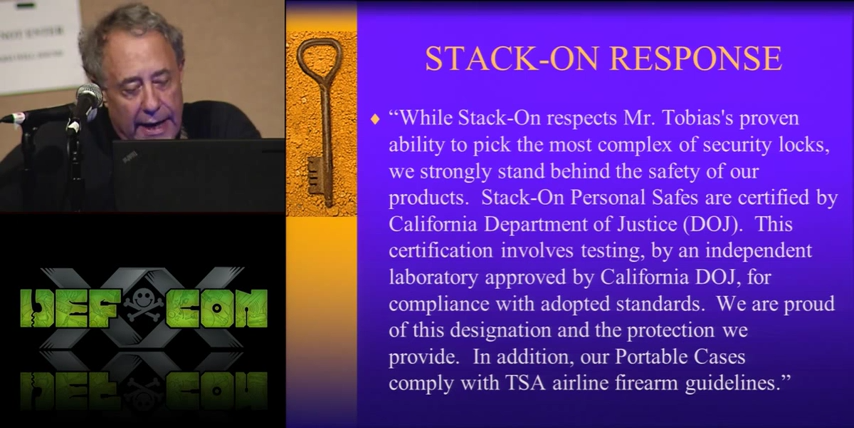 NOT ENTER
STACK-ON RESPONSE
“While Stack-On respects Mr. Tobias's proven
ability to pick the most complex of security locks,
we strongly stand behind the safety of our
products.  Stack-On Personal Safes are certified by
California Department of Justice (DOJ).  This
certification involves testing, by an independent
laboratory approved by California DOJ, for
compliance with adopted standards.  We are proud
of this designation and the protection we
provide.  In addition, our Portable Cases
comply with TSA airline firearm guidelines.”
XX
DEF CON